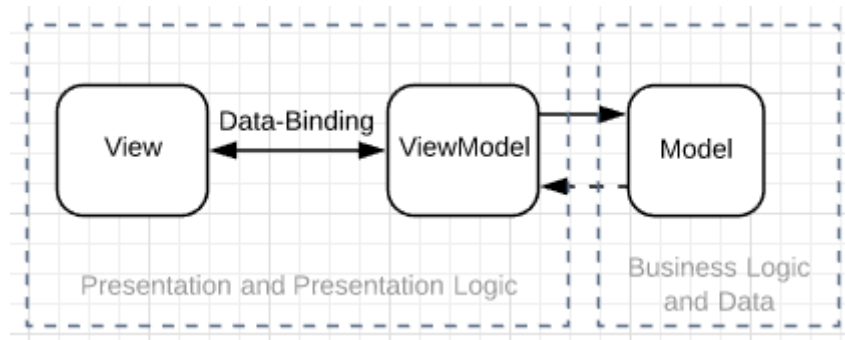 View
Data-Binding
ViewModel
Model
Presentation and Presentation Logic
Business Logic
and Data